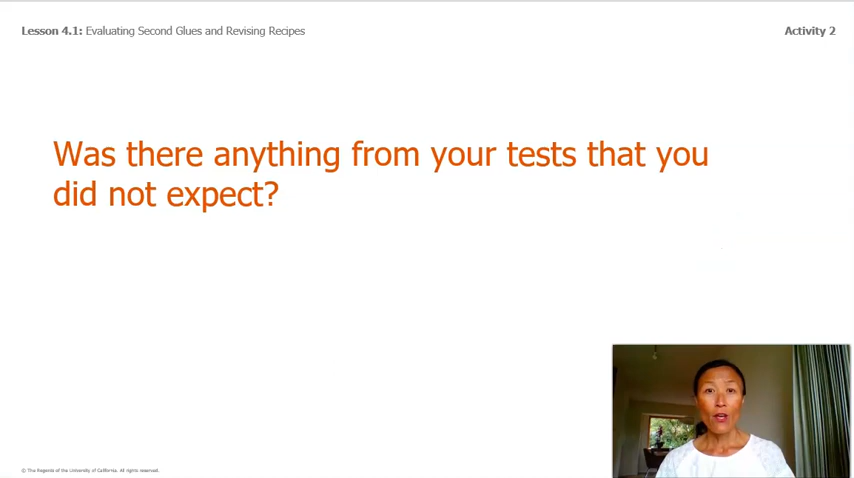 Lesson 4.1: Evaluating Second Glues and Revising Recipes
Activity 2
Was there anything from your tests that you
did not expect?
© The Regents of the University of California. All rights reserved.